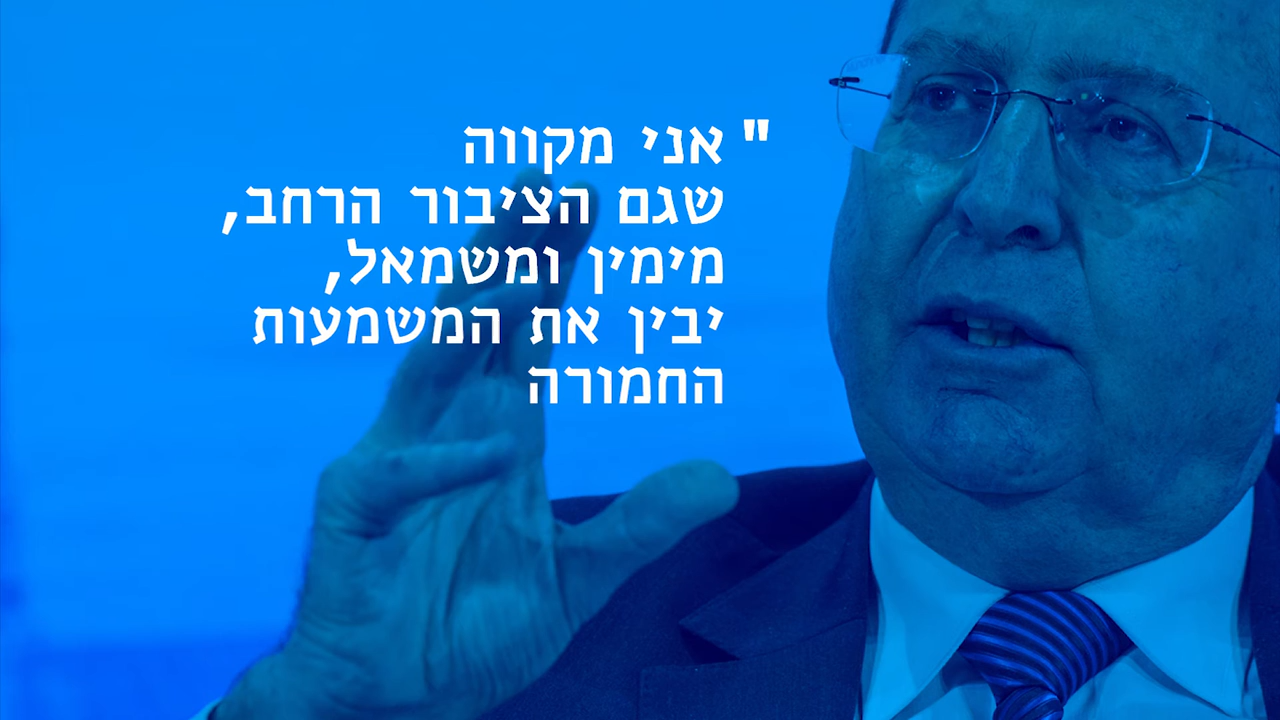 "אני מקווה
שגם הציבור הרחב,
מימין ומשמאל,
יבין את המשמעות
החמורה